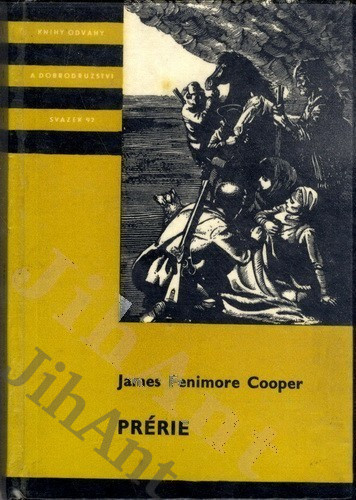 KNIHY ODVAHY
A DOBRODRUŽSTVÍ
SVAZEK 97
James Fenimore Cooper
PRÉRIE
JihAnt
JihAnt